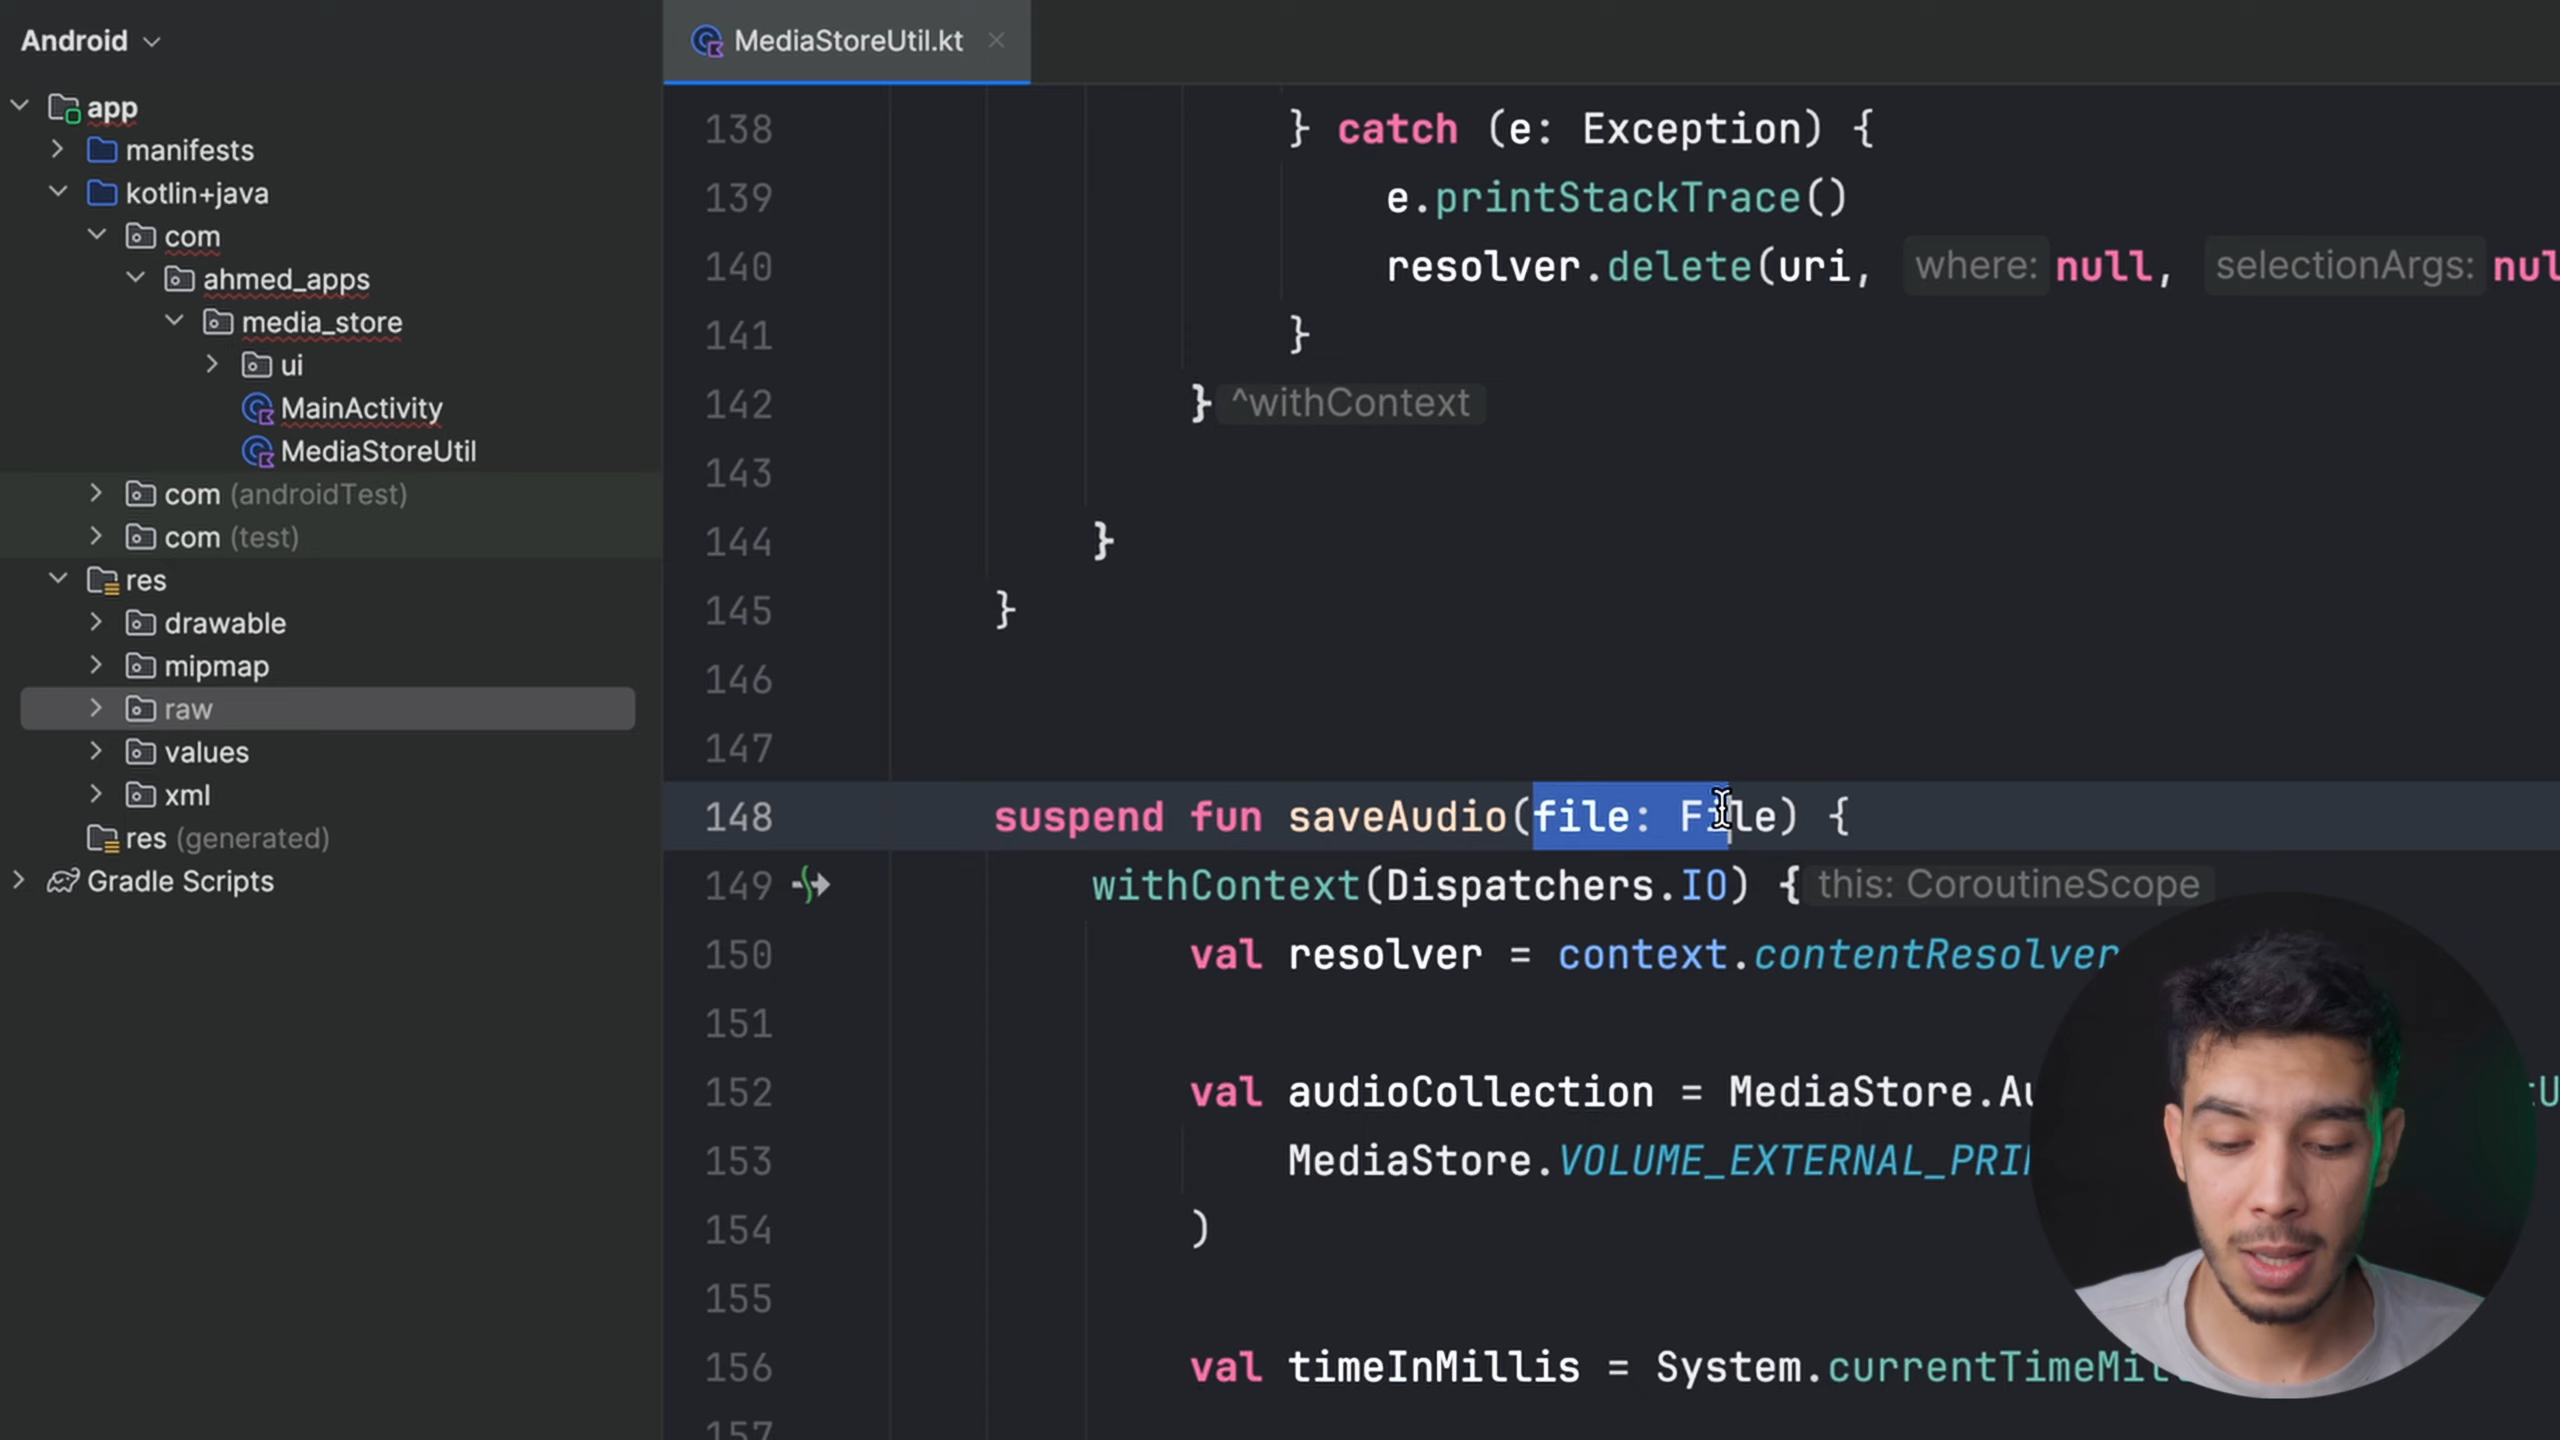 Android
MediaStoreUtil.kt
app
manifests
kotlin+java
com
ahmed_apps
media_store
ui
MainActivity
MediaStoreUtil
com (androidTest)
com (test)
res
drawable
mipmap
raw
values
xml
res (generated)
Gradle Scripts
138 } catch (e: Exception) {
139 e.printStackTrace()
140 resolver.delete(uri, where: null, selectionArgs: nul
141 }
142 } ^withContext
143
144 }
145 }
146
147
148 suspend fun saveAudio(file: File) {
149 withContext(Dispatchers.IO) { this: CoroutineScope
150 val resolver = context.contentResolver
151
152 val audioCollection = MediaStore.Au
153 MediaStore.VOLUME_EXTERNAL_PRI
154 )
155
156 val timeInMillis = System.currentTimeMil
157